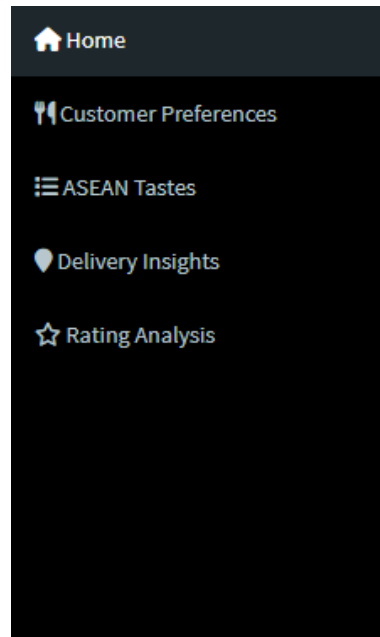 Home
Customer Preferences
ASEAN Tastes
Delivery Insights
Rating Analysis